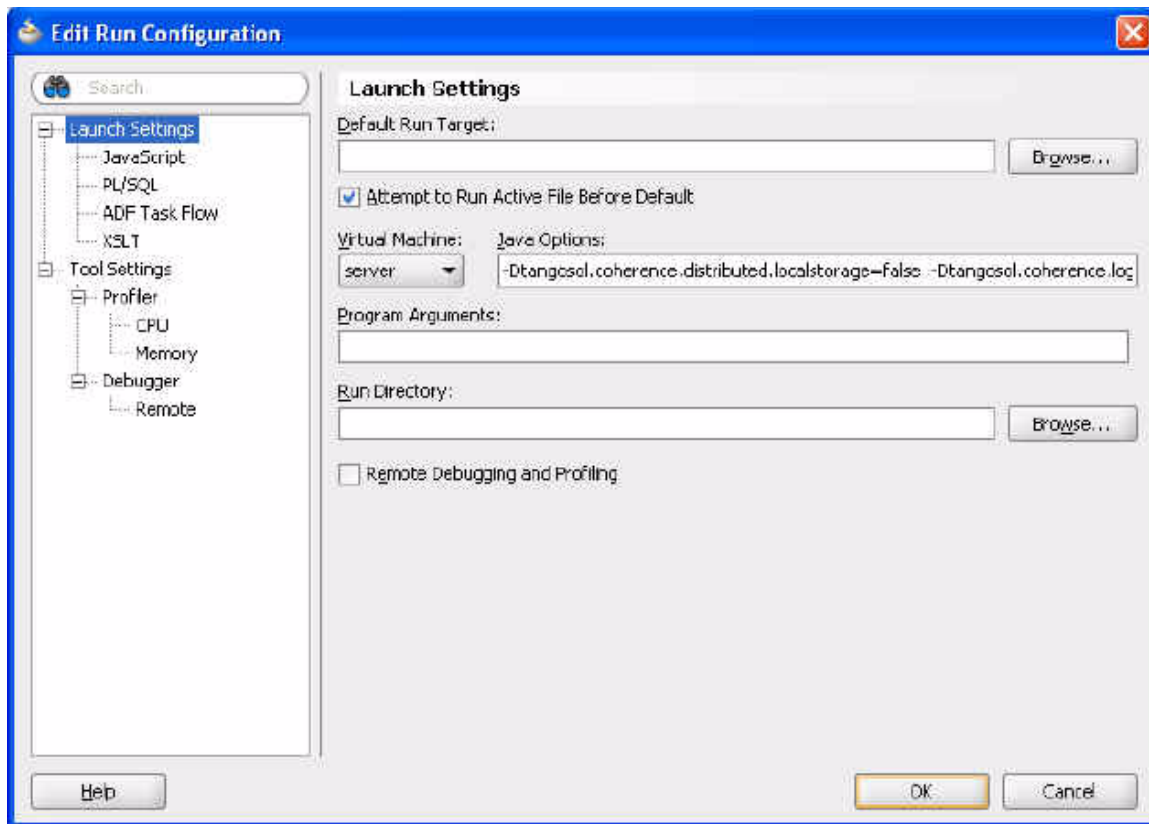 Edit Run Configuration
Search
Launch Settings
JavaScript
PL/SQL
ADF Task Flow
XSLT
Tool Settings
Profiler
CPU
Memory
Debugger
Remote
Launch Settings
Default Run Target:
Browse...
Attempt to Run Active File Before Default
Virtual Machine: Java Options:
server -Dtangosol.coherence.distributed.localstorage=false -Dtangosol.coherence.log
Program Arguments:
Run Directory:
Browse...
Remote Debugging and Profiling
Help OK Cancel